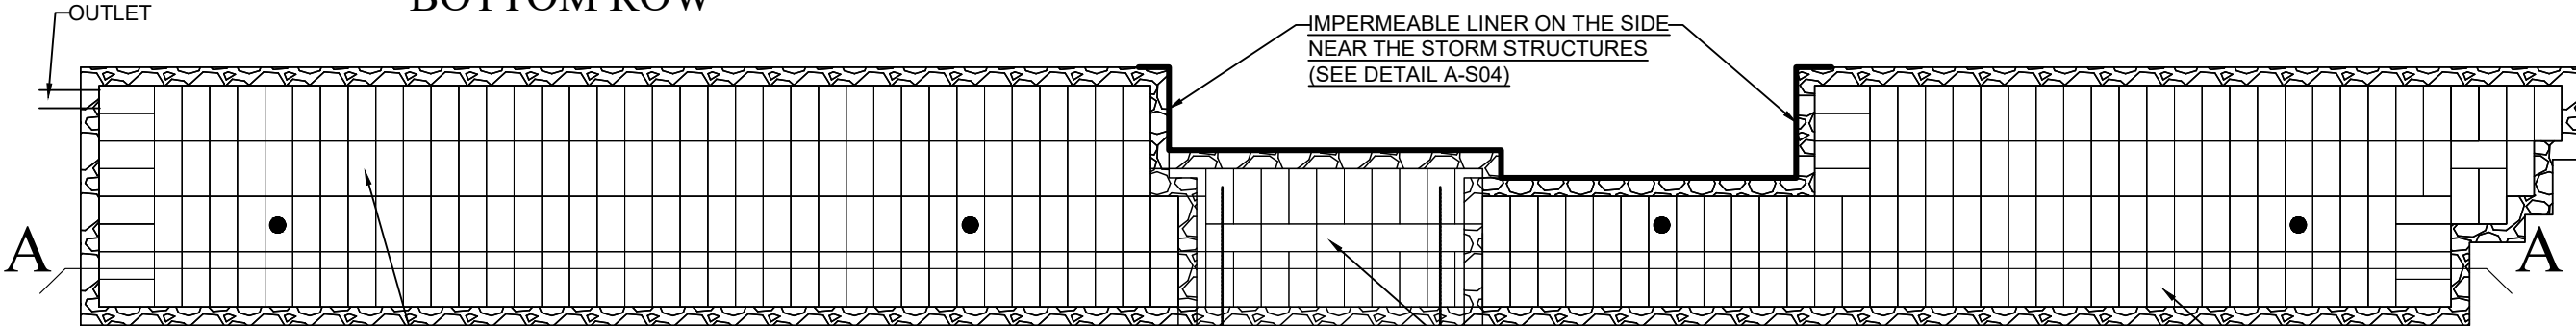 BOTTOM ROW
OUTLET
IMPERMEABLE LINER ON THE SIDE
NEAR THE STORM STRUCTURES
(SEE DETAIL A-S04)
A
A